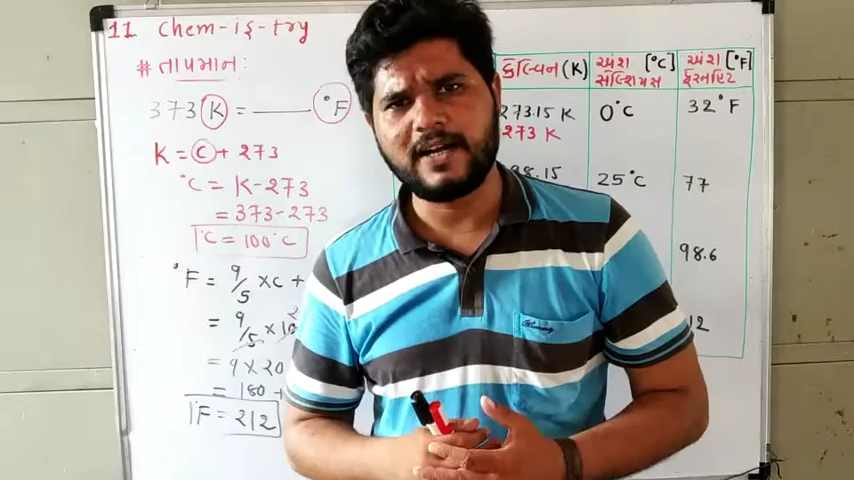 11 Chem-is-try
# તાપમાન :
373 K = ____ °F
K = C + 273
°C = K-273
= 373-273
°C = 100°C
°F = 9/5 ×C +
= 9/5 ×10
= 9 × 20
= 180 +
°F = 212
કેલ્વિન (K) અંશ સેલ્શિયસ [°C] અંશ ફેરનહિટ [°F]
273.15 K 0°C 32°F
273 K
98.15 25°C 77
98.6
12